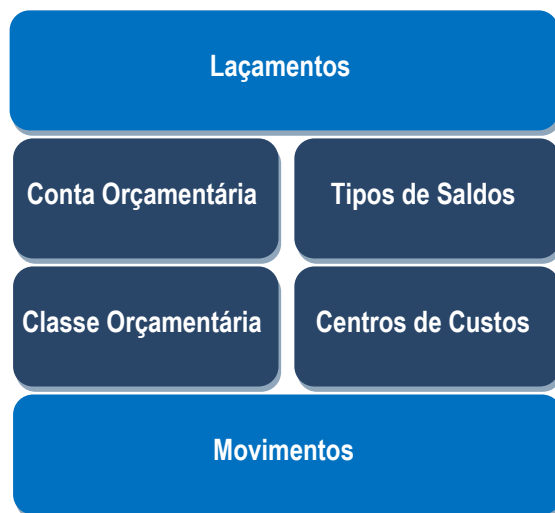 Laçamentos
Conta Orçamentária
Tipos de Saldos
Classe Orçamentária
Centros de Custos
Movimentos